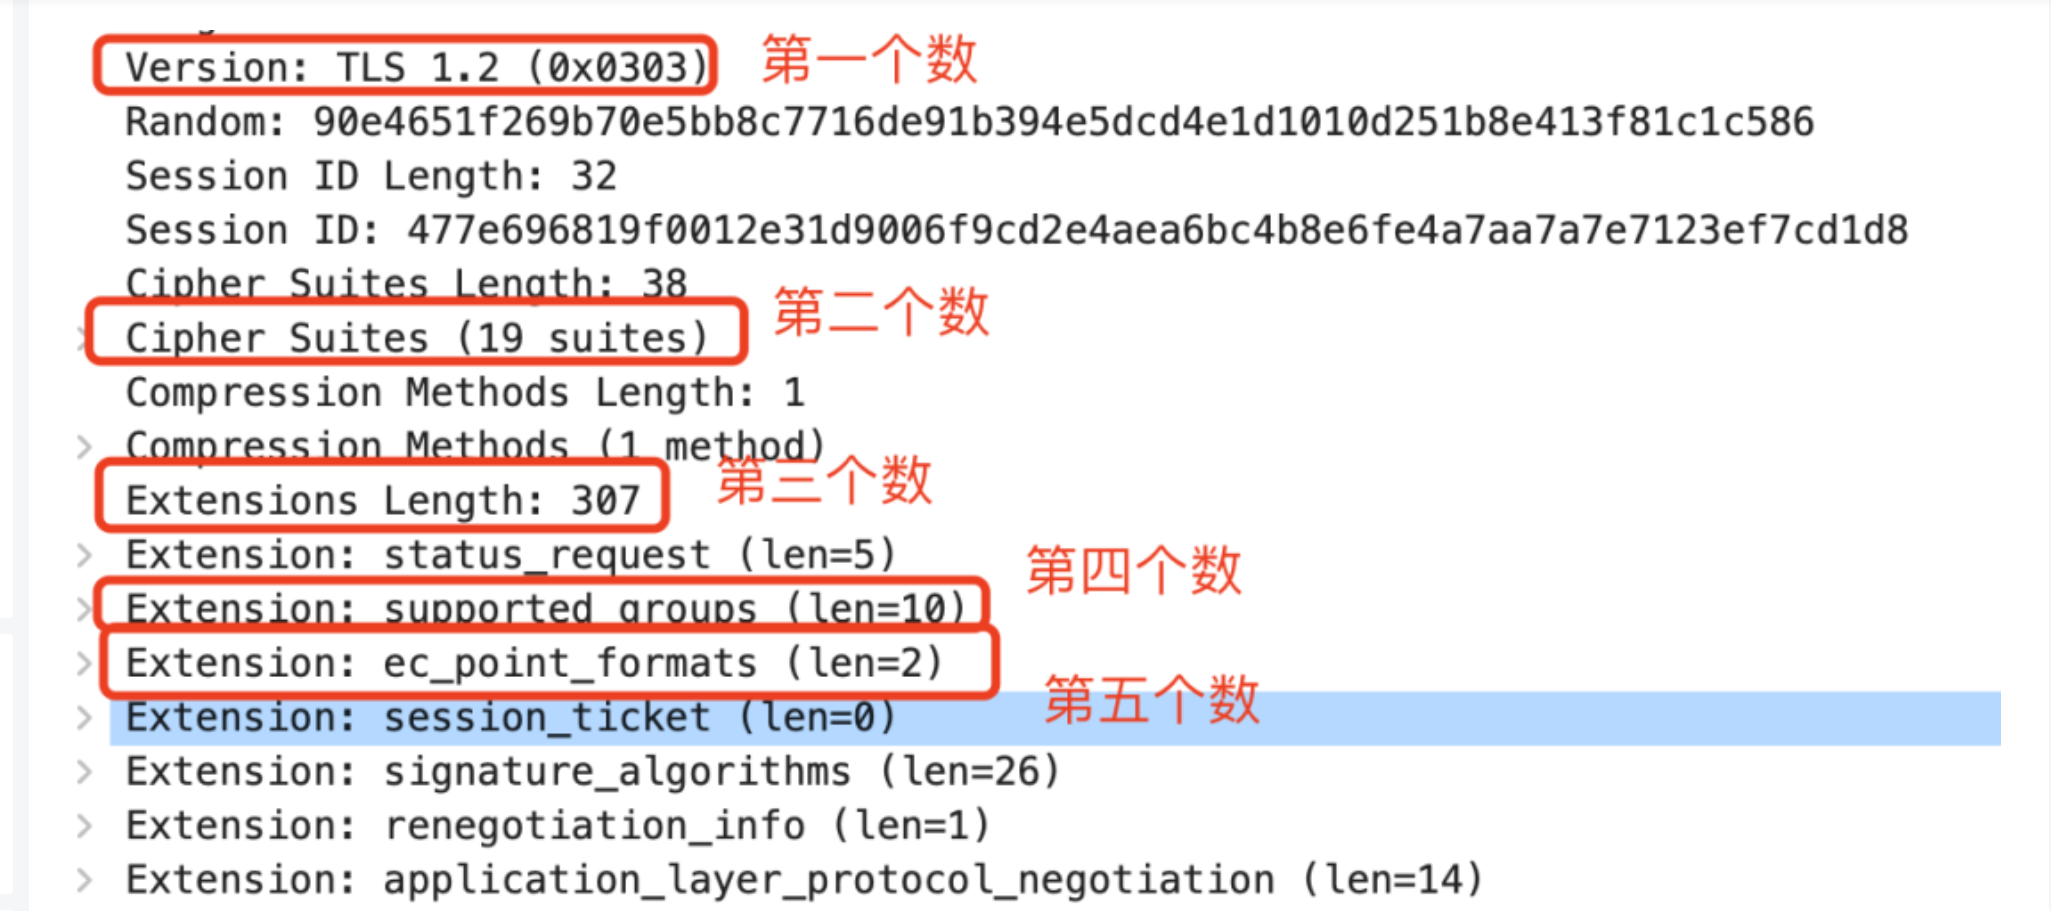 Version: TLS 1.2 (0x0303) 第一个数
Random: 90e4651f269b70e5bb8c7716de91b394e5dcd4e1d1010d251b8e413f81c1c586
Session ID Length: 32
Session ID: 477e696819f0012e31d9006f9cd2e4aea6bc4b8e6fe4a7aa7a7e7123ef7cd1d8
Cipher Suites Length: 38
Cipher Suites (19 suites) 第二个数
Compression Methods Length: 1
Compression Methods (1 method)
Extensions Length: 307 第三个数
Extension: status_request (len=5)
Extension: supported_groups (len=10) 第四个数
Extension: ec_point_formats (len=2) 第五个数
Extension: session_ticket (len=0)
Extension: signature_algorithms (len=26)
Extension: renegotiation_info (len=1)
Extension: application_layer_protocol_negotiation (len=14)